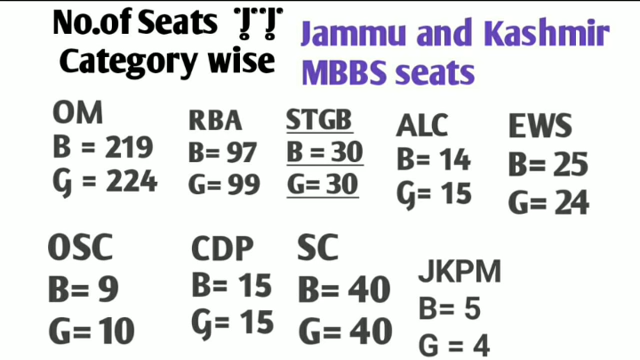 No.of Seats
Category wise
Jammu and Kashmir
MBBS seats
OM
B = 219
G = 224
RBA
B= 97
G= 99
STGB
B = 30
G= 30
ALC
B= 14
G= 15
EWS
B= 25
G= 24
OSC
B= 9
G= 10
CDP
B= 15
G= 15
SC
B= 40
G= 40
JKPM
B= 5
G = 4